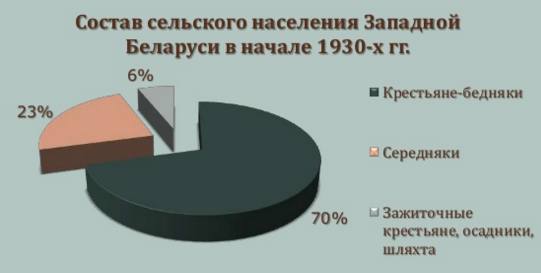 Состав сельского населения Западной
Беларуси в начале 1930-х гг.
6%
23%
70%
Крестьяне-бедняки
Середняки
Зажиточные
крестьяне, осадники,
шляхта